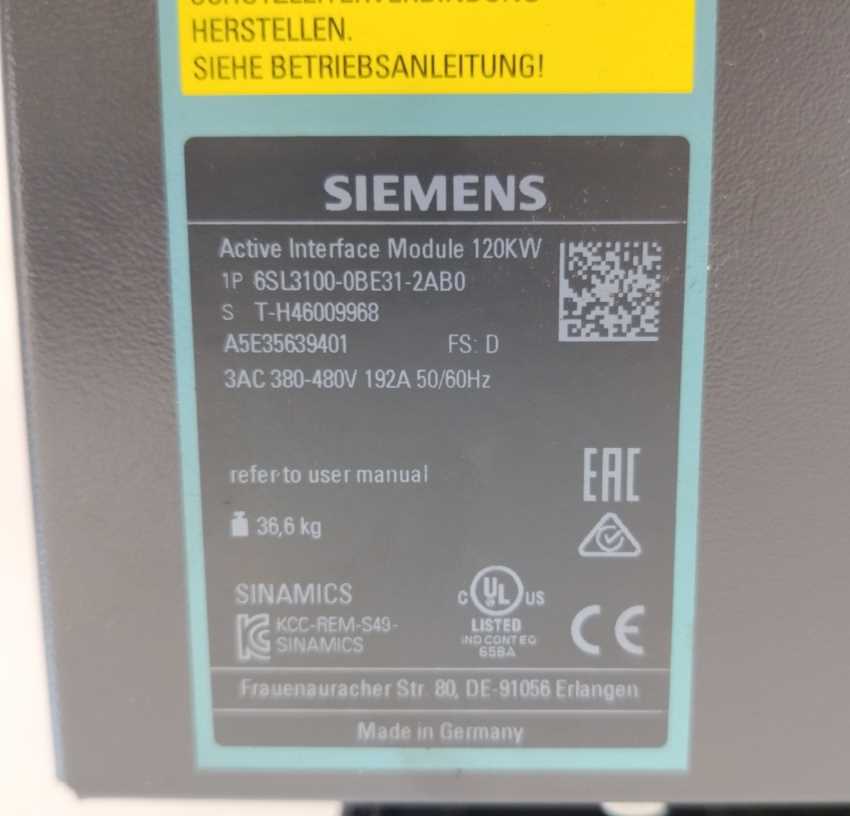 HERSTELLEN.
SIEHE BETRIEBSANLEITUNG!
SIEMENS
Active Interface Module 120KW
1P 6SL3100-0BE31-2AB0
S T-H46009968
A5E35639401 FS: D
3AC 380-480V 192A 50/60Hz
refer to user manual
EAC
36,6 kg
SINAMICS
KCC-REM-S49-
SINAMICS
C UL US
LISTED
IND CONT EQ
65BA
CE
Frauenauracher Str. 80, DE-91056 Erlangen
Made in Germany